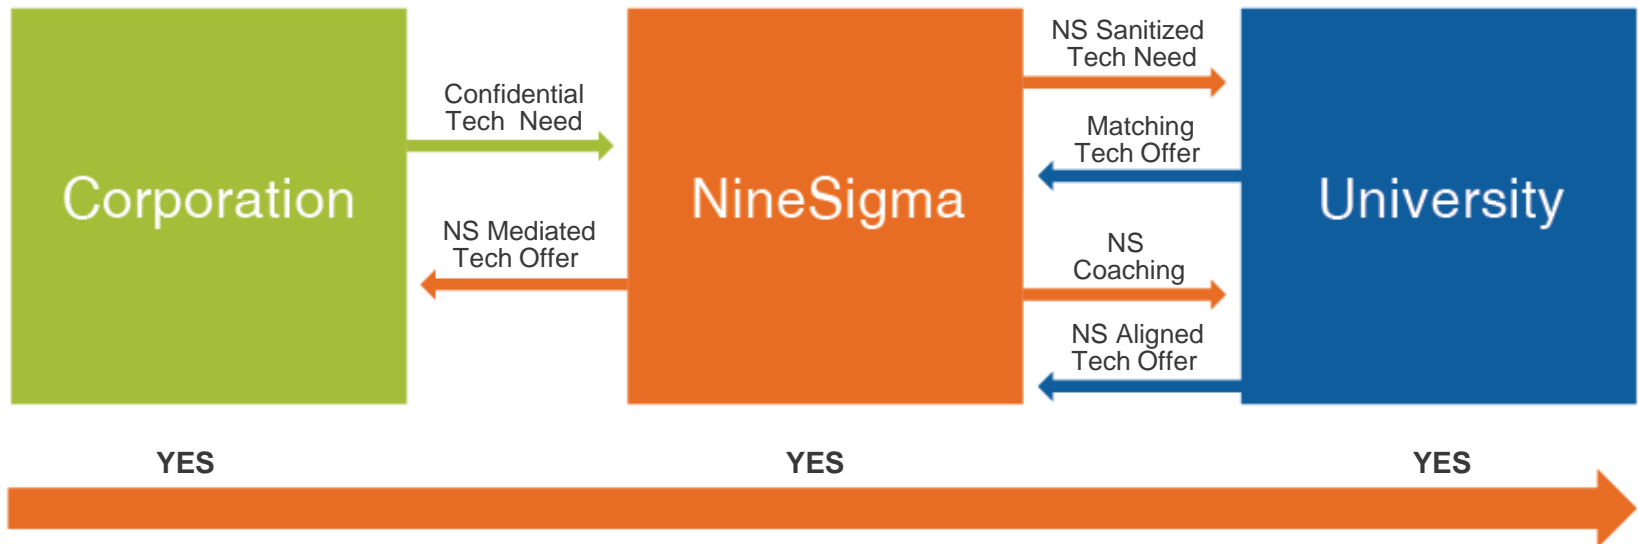 Corporation
Confidential
Tech Need
NS Mediated
Tech Offer
NineSigma
NS Sanitized
Tech Need
Matching
Tech Offer
NS
Coaching
NS Aligned
Tech Offer
University
YES
YES
YES